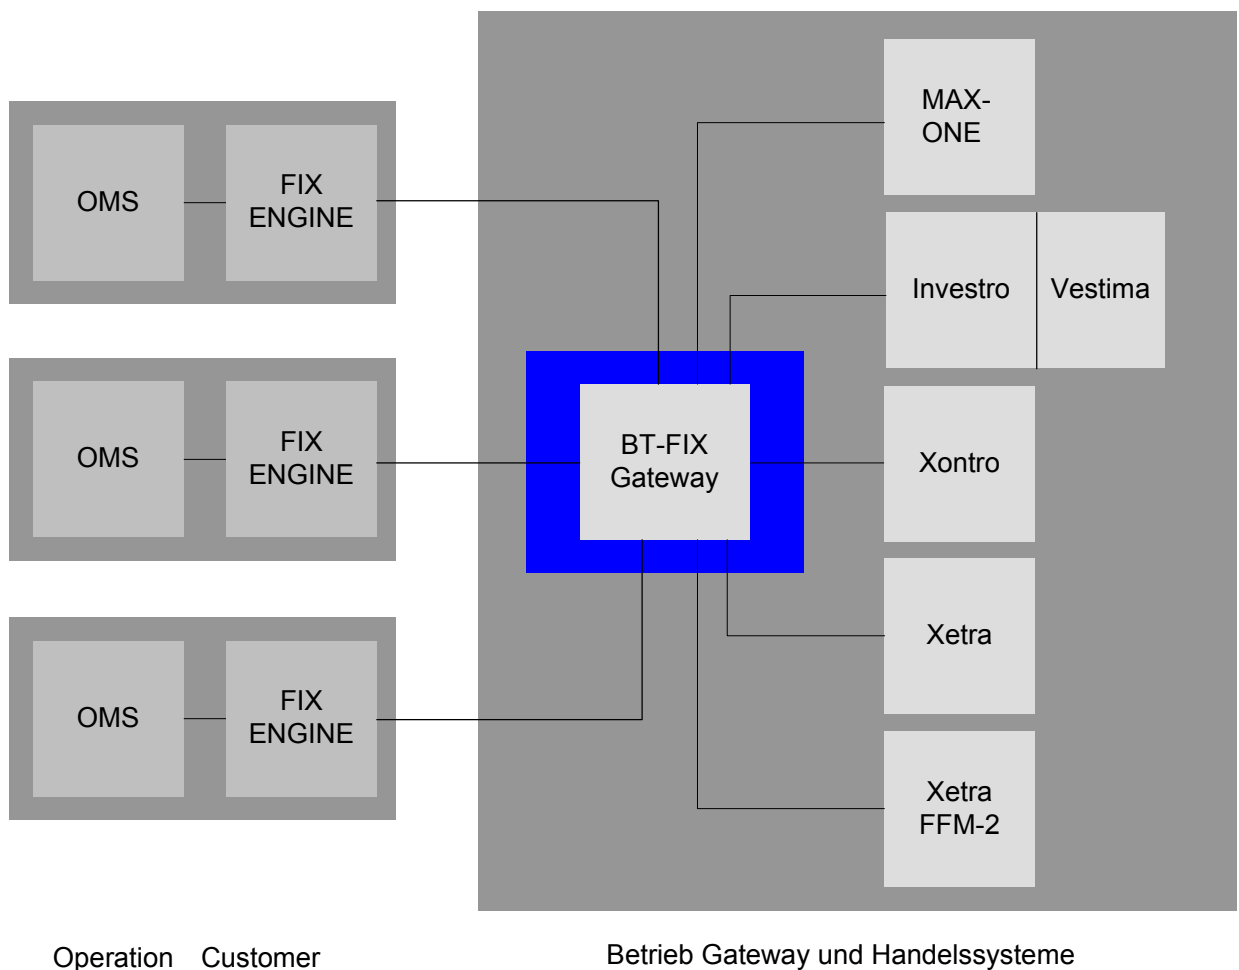 MAX-
ONE
OMS
FIX
ENGINE
Investro
Vestima
OMS
FIX
ENGINE
BT-FIX
Gateway
Xontro
Xetra
OMS
FIX
ENGINE
Xetra
FFM-2
Operation Customer
Betrieb Gateway und Handelssysteme